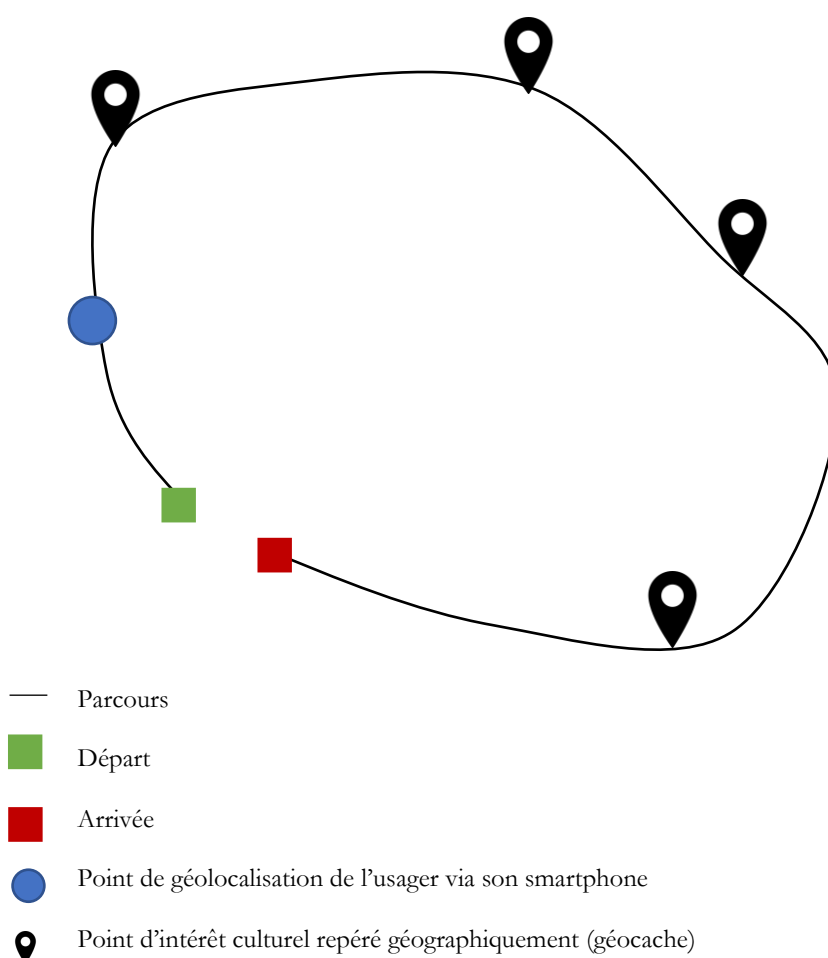 Parcours
Départ
Arrivée
Point de géolocalisation de l’usager via son smartphone
Point d’intérêt culturel repéré géographiquement (géocache)